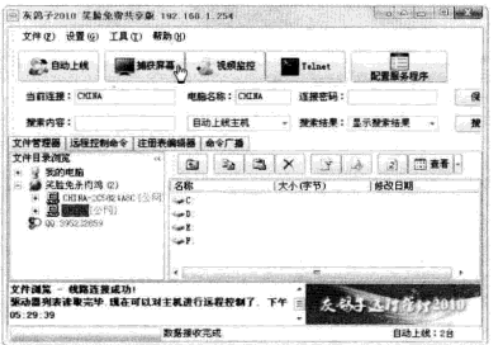 灰鸽子2010 笑脸免费共享版 192.168.1.254
文件(F) 设置(G) 工具(T) 帮助(H)
自动上线 捕获屏幕 视频监控 Telnet 配置服务程序
当前连接： CHINA 电脑名称： CHINA 连接密码： 保
搜索内容： 自动上线主机 搜索结果： 显示搜索结果 搜
文件管理器 远程控制命令 注册表编辑器 命令广播
文件目录浏览 查看
我的电脑
名称 大小(字节) 修改日期
(2)
C:
D:
E:
F:
文件浏览 - 线路连接成功!
驱动器列表读取完毕,现在可以对主机进行远程控制了. 下午
05:29:39
数据接收完成 自动上线：2台